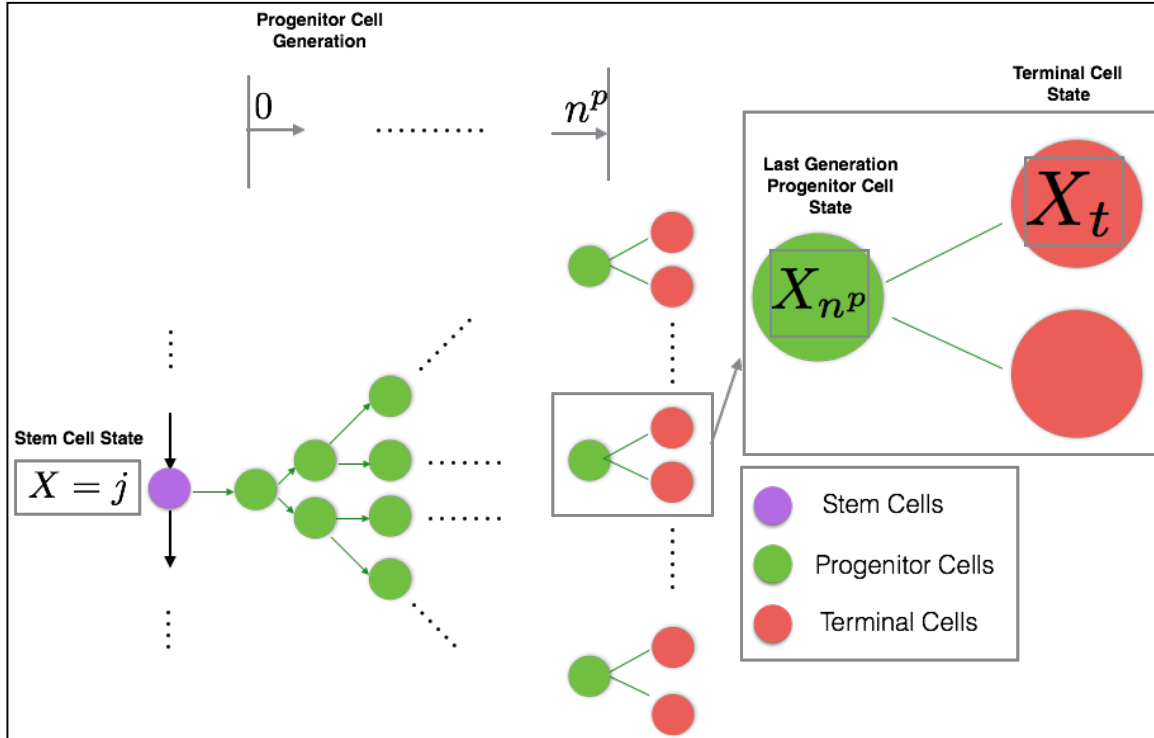 Progenitor Cell
Generation
0
n^p
Terminal Cell
State
Last Generation
Progenitor Cell
State
X_t
X_{n^p}
Stem Cell State
X = j
Stem Cells
Progenitor Cells
Terminal Cells